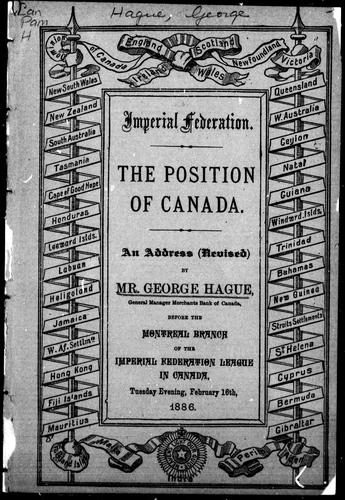 Can
Pam
H
Hague, George
Dominion of Canada
England
Scotland
Ireland
Wales
Newfoundland
Victoria
New South Wales
New Zealand
South Australia
Tasmania
Cape of Good Hope
Honduras
Leeward Islds.
Labuan
Heligoland
Jamaica
W. Af. Settlmts
Hong Kong
Fiji Islands
Mauritius
Imperial Federation.
THE POSITION
OF CANADA.
An Address (Revised)
BY
MR. GEORGE HAGUE,
General Manager Merchants Bank of Canada,
BEFORE THE
MONTREAL BRANCH
OF THE
IMPERIAL FEDERATION LEAGUE
IN CANADA,
Tuesday Evening, February 16th,
1886.
Queensland
W. Australia
Ceylon
Natal
Guiana
Windward. Islds.
Trinidad
Bahamas
New Guinea
Straits Settlements
St Helena
Cyprus
Bermuda
Gibraltar
Malta
India
Perim
Aden